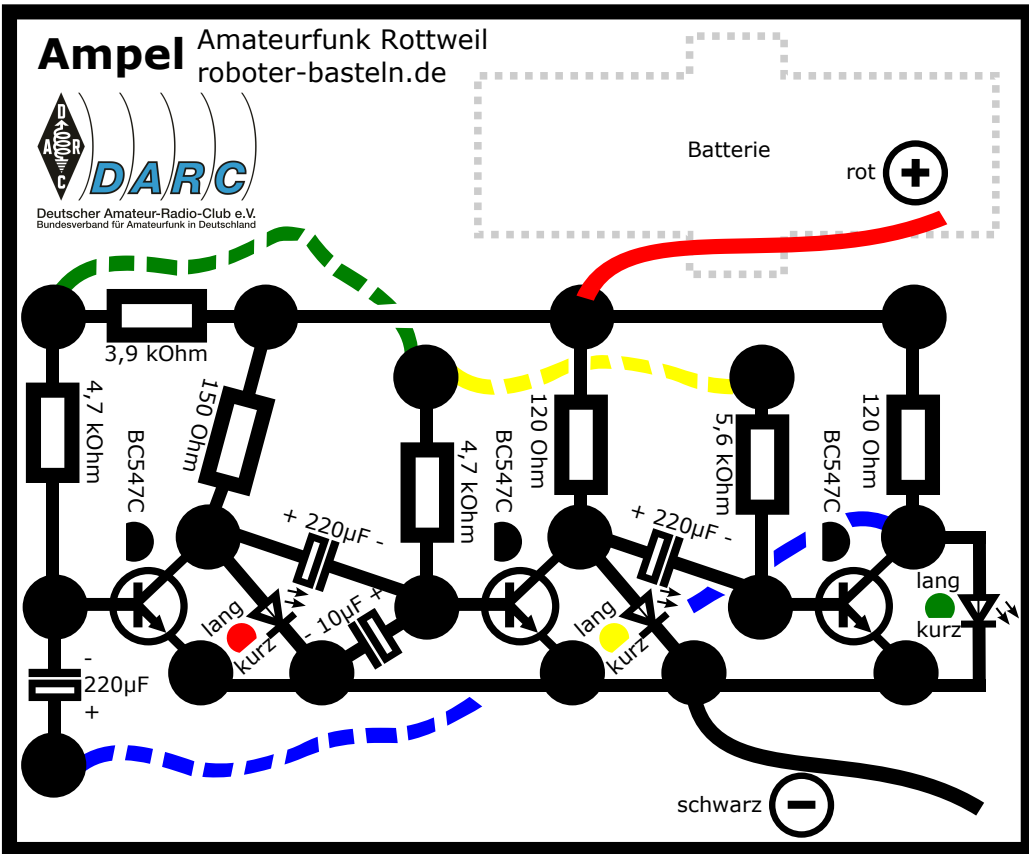 Ampel
Amateurfunk Rottweil
roboter-basteln.de
D
A R
C
DARC
Deutscher Amateur-Radio-Club e.V.
Bundesverband für Amateurfunk in Deutschland
Batterie
rot
+
3,9 kOhm
4,7 kOhm
BC547C
150 Ohm
+ 220µF -
4,7 kOhm
BC547C
120 Ohm
+ 220µF -
5,6 kOhm
BC547C
120 Ohm
lang
kurz
- 10µF +
lang
kurz
lang
kurz
-
220µF
+
schwarz
-